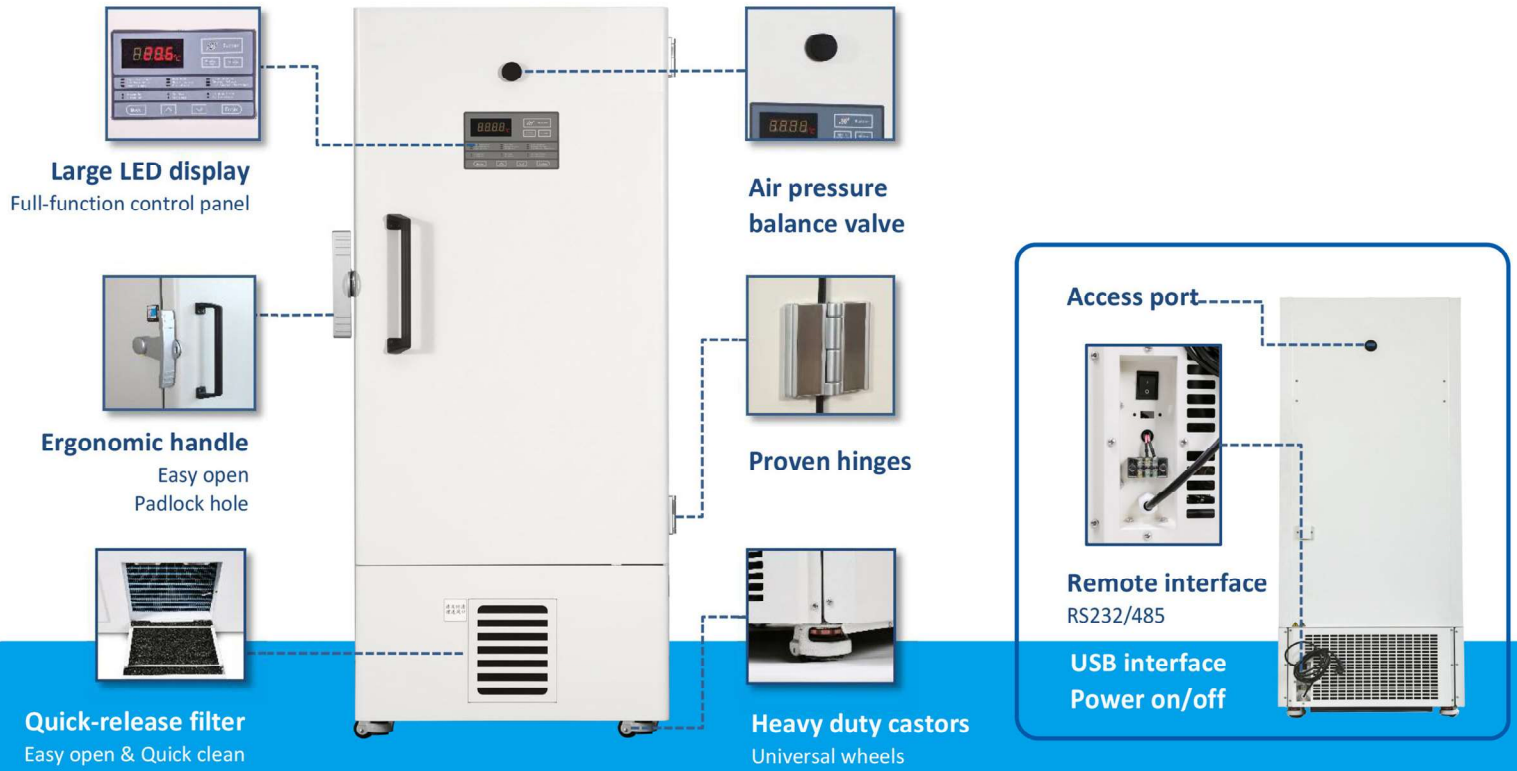 Large LED display
Full-function control panel
Ergonomic handle
Easy open
Padlock hole
Quick-release filter
Easy open & Quick clean
Air pressure
balance valve
Proven hinges
Heavy duty castors
Universal wheels
Access port
Remote interface
RS232/485
USB interface
Power on/off